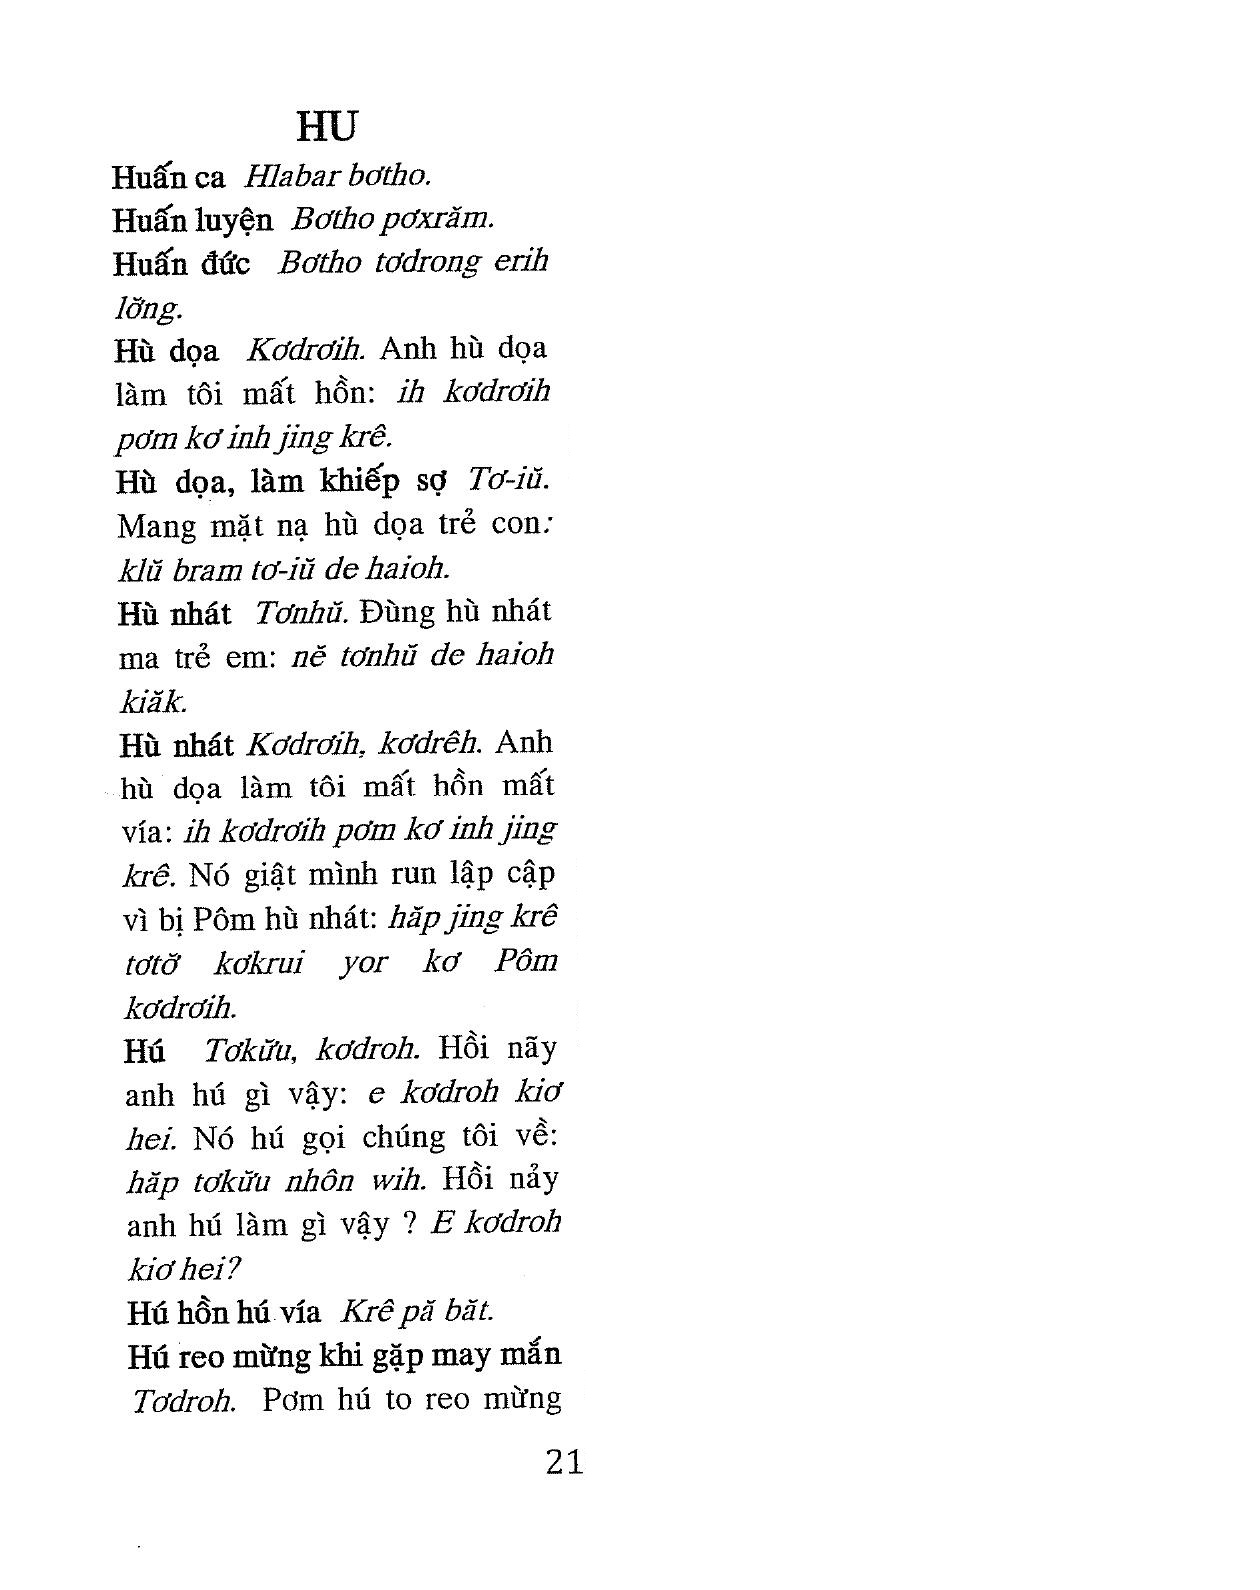 HU
Huấn ca Hlabar bơtho.
Huấn luyện Bơtho pơxrăm.
Huấn đức Bơtho tơdrong erih
lơ̆ng.
Hù dọa Kơdrơih. Anh hù dọa
làm tôi mất hồn: ih kơdrơih
pơm kơ inh jing krê.
Hù dọa, làm khiếp sợ Tơ-iŭ.
Mang mặt nạ hù dọa trẻ con:
klŭ bram tơ-iŭ de haioh.
Hù nhát Tơnhŭ. Đùng hù nhát
ma trẻ em: nĕ tơnhŭ de haioh
kiăk.
Hù nhát Kơdrơih, kơdrêh. Anh
hù dọa làm tôi mất hồn mất
vía: ih kơdrơih pơm kơ inh jing
krê. Nó giật mình run lập cập
vì bị Pôm hù nhát: hăp jing krê
tơtơ̆ kơkrui yor kơ Pôm
kơdrơih.
Hú Tơkư̆u, kơdroh. Hồi nãy
anh hú gì vậy: e kơdroh kiơ
hei. Nó hú gọi chúng tôi về:
hăp tơkư̆u nhôn wih. Hồi nảy
anh hú làm gì vậy ? E kơdroh
kiơ hei?
Hú hồn hú vía Krê pă băt.
Hú reo mừng khi gặp may mắn
Tơdroh. Pơm hú to reo mừng
21